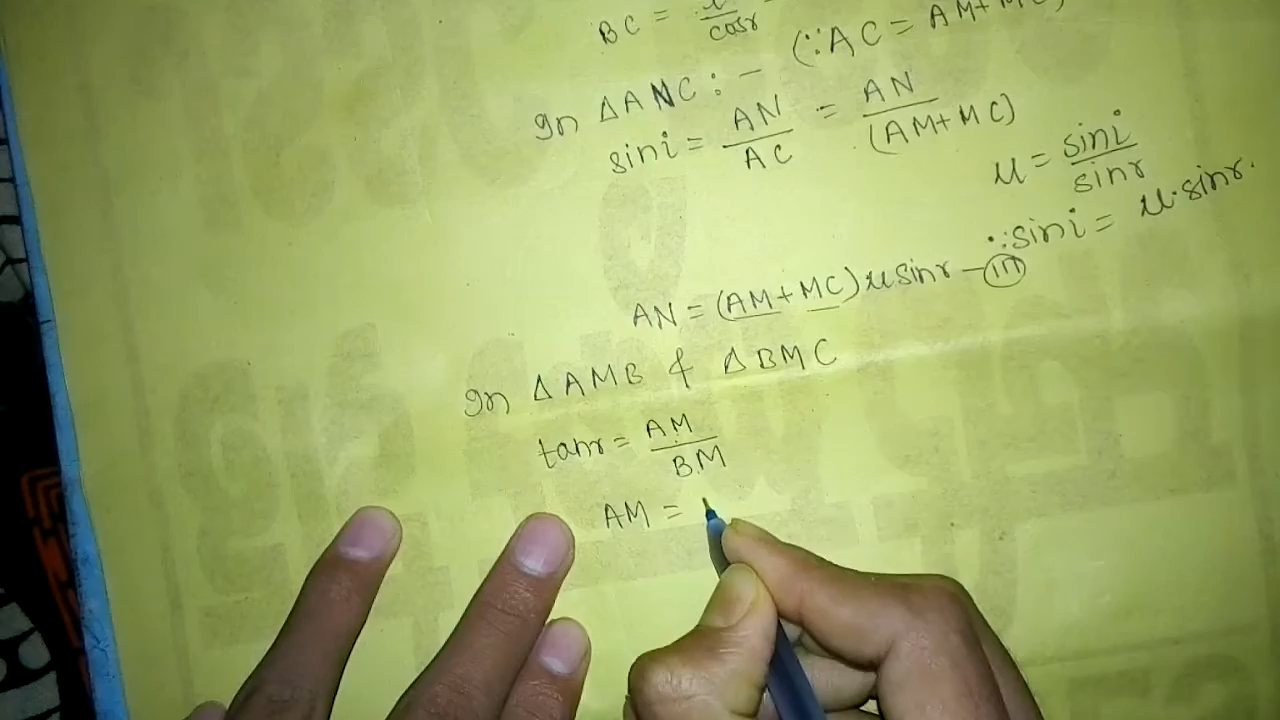 BC = t/cosr
In ΔANC :- (∵AC = AM+MC)
sini = AN/AC = AN/(AM+MC)
μ = sini/sinr
∴sini = μ.sinr.
AN = (AM+MC)μsinr - (III)
In ΔAMB & ΔBMC
tanr = AM/BM
AM =